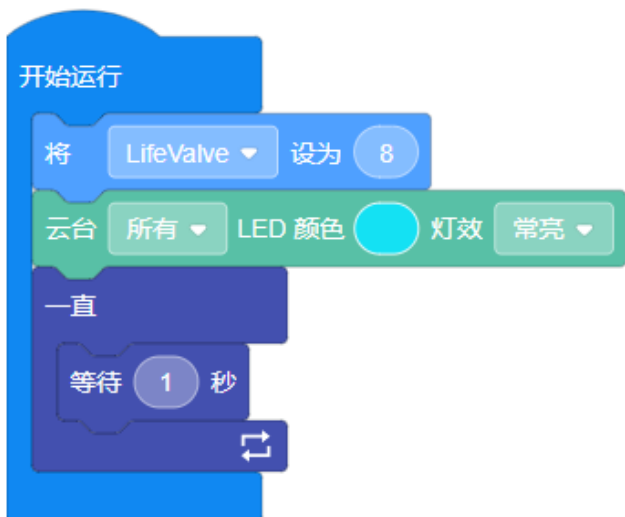 开始运行
将 LifeValve 设为 8
云台 所有 LED 颜色 灯效 常亮
一直
等待 1 秒